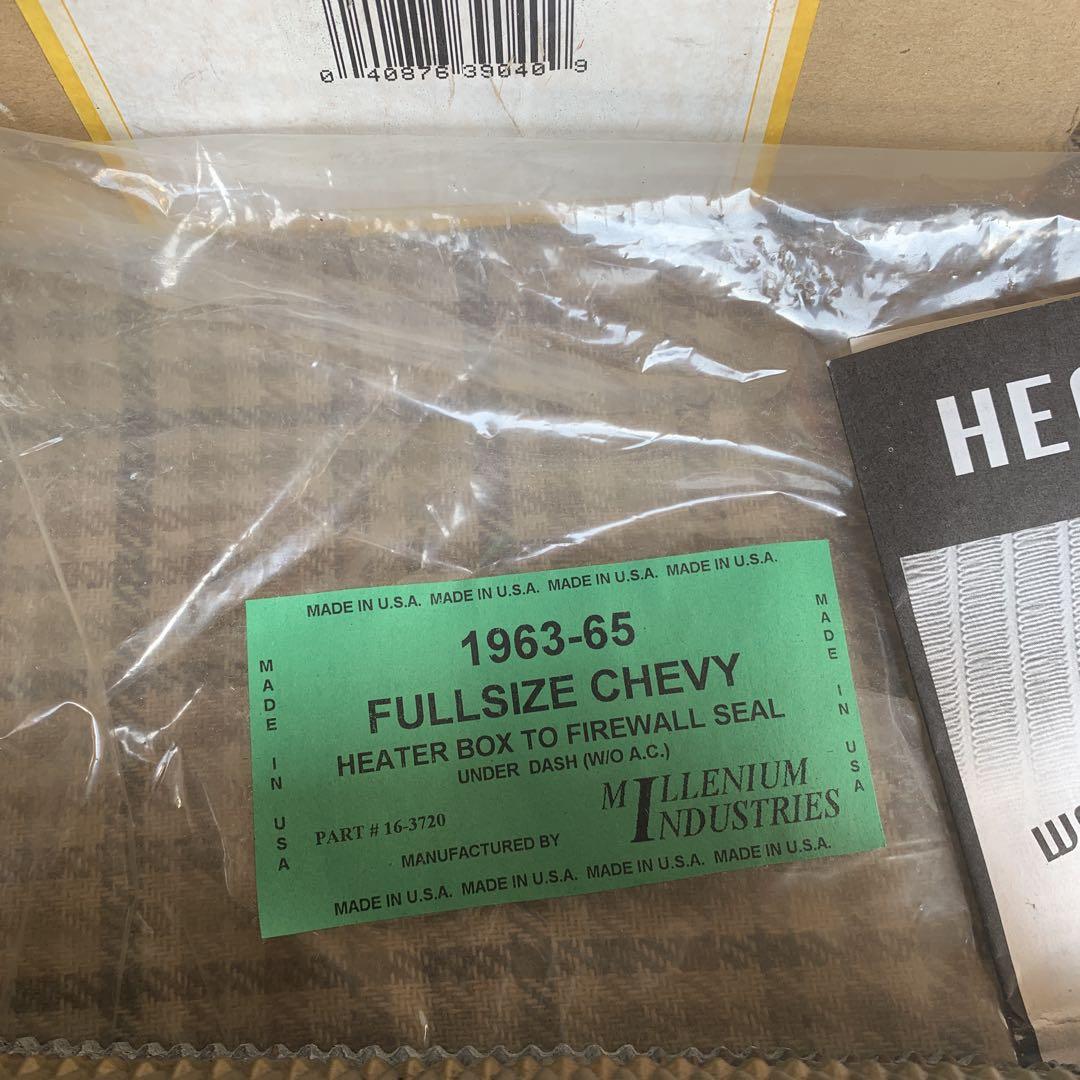 0 40876 39040 9
HE
MADE IN U.S.A. MADE IN U.S.A. MADE IN U.S.A.
1963-65
FULLSIZE CHEVY
HEATER BOX TO FIREWALL SEAL
UNDER DASH (W/O A.C.)
MADE IN USA
MADE IN USA
PART # 16-3720
MANUFACTURED BY
MILLENIUM
INDUSTRIES
MADE IN U.S.A. MADE IN U.S.A. MADE IN U.S.A. MADE IN U.S.A.